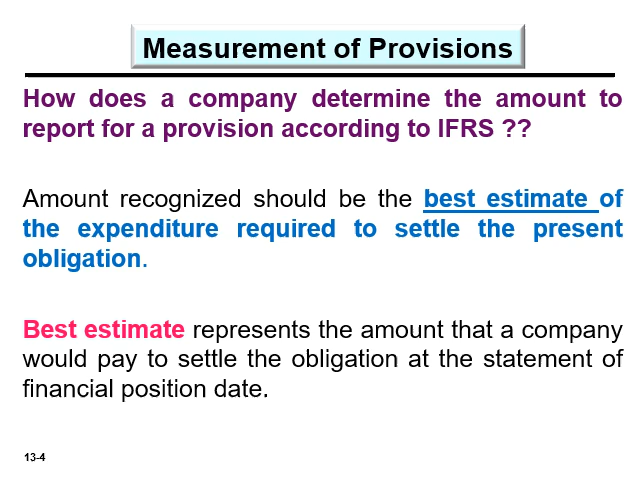 Measurement of Provisions
How does a company determine the amount to
report for a provision according to IFRS ??
Amount recognized should be the best estimate of
the expenditure required to settle the present
obligation.
Best estimate represents the amount that a company
would pay to settle the obligation at the statement of
financial position date.
13-4